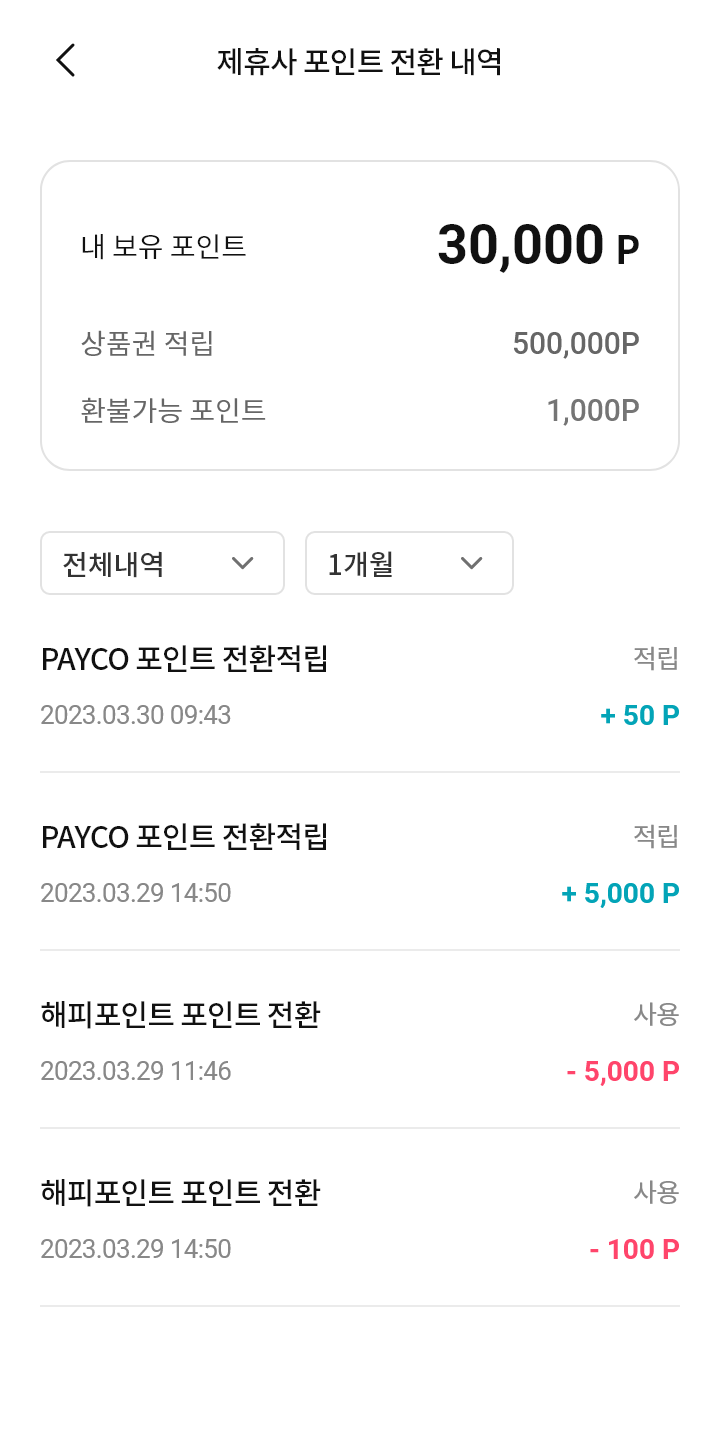 제휴사 포인트 전환 내역
내 보유 포인트 30,000 P
상품권 적립 500,000P
환불가능 포인트 1,000P
전체내역 1개월
PAYCO 포인트 전환적립 적립
2023.03.30 09:43 + 50 P
PAYCO 포인트 전환적립 적립
2023.03.29 14:50 + 5,000 P
해피포인트 포인트 전환 사용
2023.03.29 11:46 - 5,000 P
해피포인트 포인트 전환 사용
2023.03.29 14:50 - 100 P